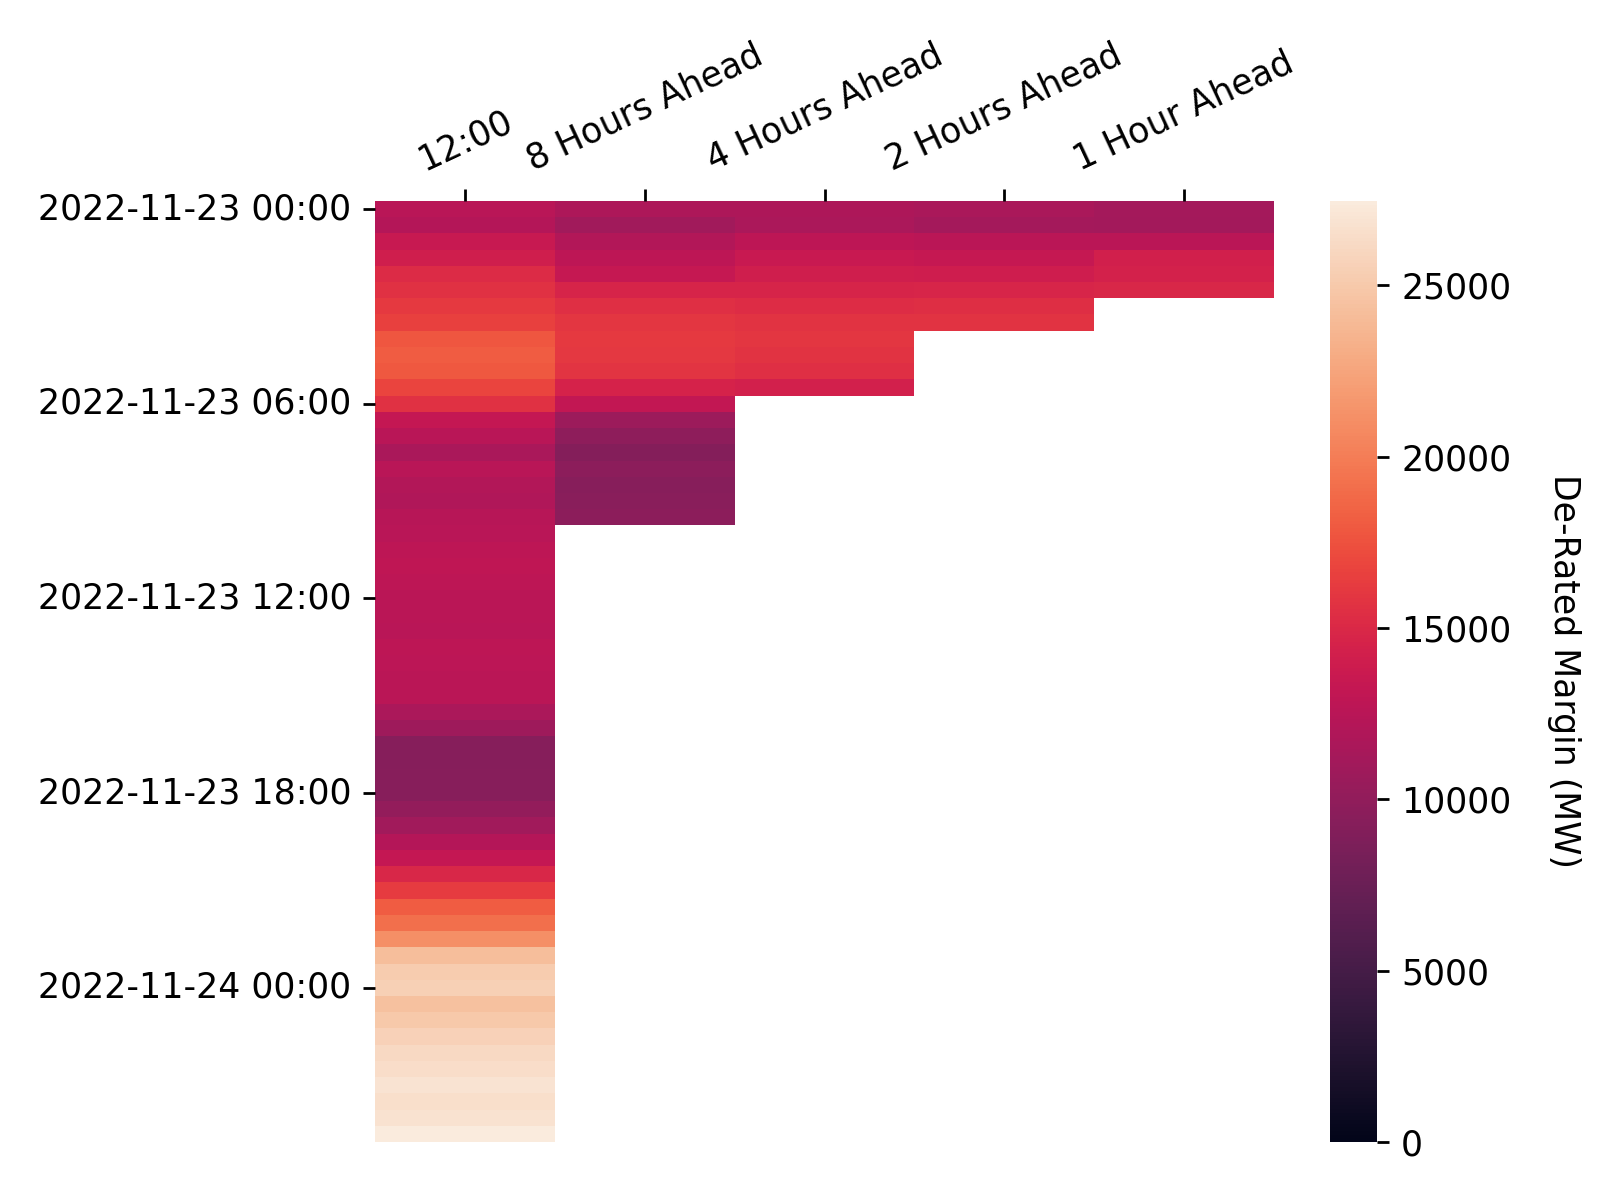 12:00
8 Hours Ahead
4 Hours Ahead
2 Hours Ahead
1 Hour Ahead
2022-11-23 00:00
2022-11-23 06:00
2022-11-23 12:00
2022-11-23 18:00
2022-11-24 00:00
25000
20000
15000
10000
5000
0
De-Rated Margin (MW)